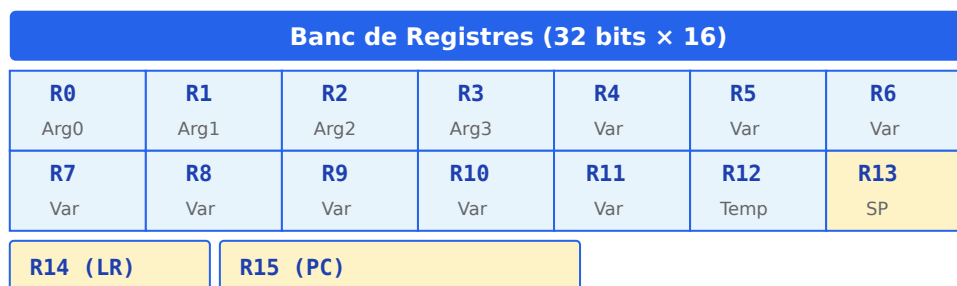 Banc de Registres (32 bits × 16)
R0 R1 R2 R3 R4 R5 R6
Arg0 Arg1 Arg2 Arg3 Var Var Var
R7 R8 R9 R10 R11 R12 R13
Var Var Var Var Var Temp SP
R14 (LR) R15 (PC)